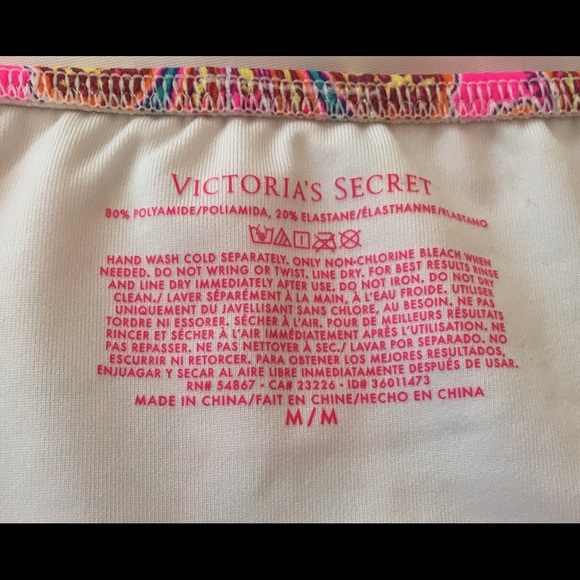 VICTORIA'S SECRET
80% POLYAMIDE/POLIAMIDA, 20% ELASTANE/ÉLASTHANNE/ELASTANO
HAND WASH COLD SEPARATELY. ONLY NON-CHLORINE BLEACH WHEN
NEEDED. DO NOT WRING OR TWIST. LINE DRY. FOR BEST RESULTS RINSE
AND LINE DRY IMMEDIATELY AFTER USE. DO NOT IRON. DO NOT DRY
CLEAN./ LAVER SÉPARÉMENT À LA MAIN, À L'EAU FROIDE. UTILISER
UNIQUEMENT DU JAVELLISANT SANS CHLORE, AU BESOIN. NE PAS
TORDRE NI ESSORER. SÉCHER À L'AIR. POUR DE MEILLEURS RÉSULTATS
RINCER ET SÉCHER À L'AIR IMMÉDIATEMENT APRÈS L'UTILISATION. NE
PAS REPASSER. NE PAS NETTOYER À SEC./ LAVAR POR SEPARADO. NO
ESCURRIR NI RETORCER. PARA OBTENER LOS MEJORES RESULTADOS,
ENJUAGAR Y SECAR AL AIRE LIBRE INMEDIATAMENTE DESPUÉS DE USAR.
RN# 54867 • CA# 23226 • ID# 36011473
MADE IN CHINA/FAIT EN CHINE/HECHO EN CHINA
M/M